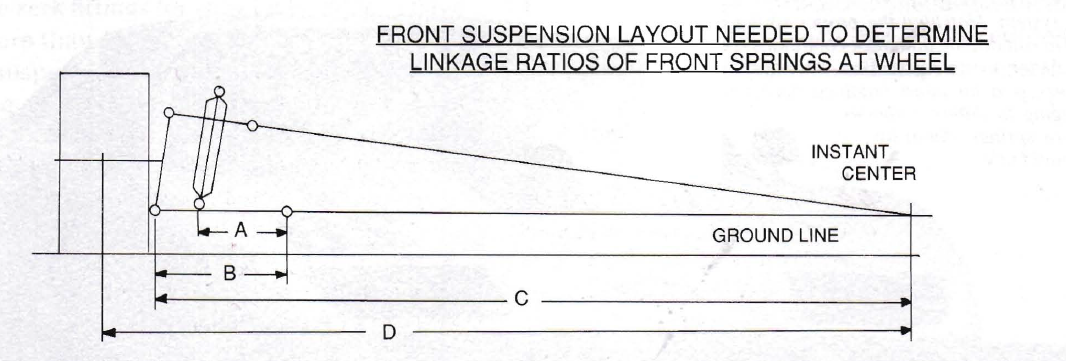 FRONT SUSPENSION LAYOUT NEEDED TO DETERMINE
LINKAGE RATIOS OF FRONT SPRINGS AT WHEEL
INSTANT
CENTER
A
GROUND LINE
B
C
D